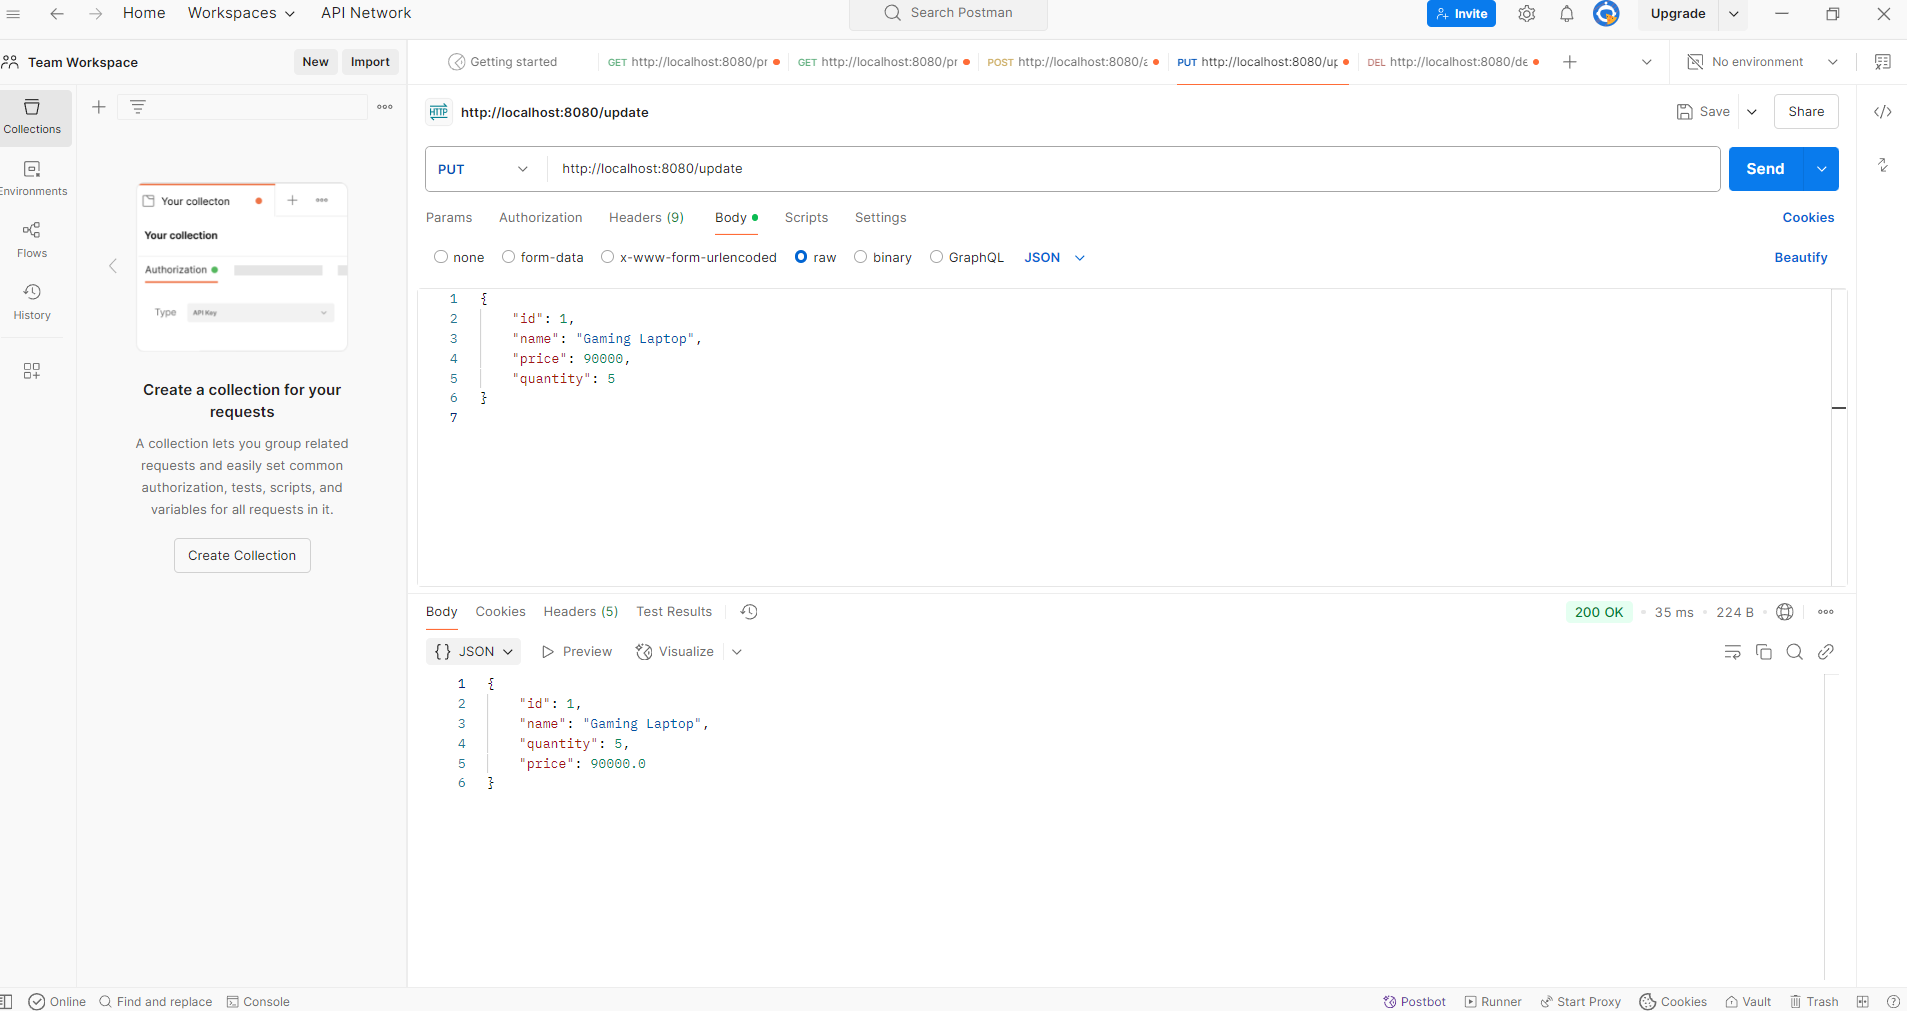 Home Workspaces API Network Search Postman Invite Upgrade
Team Workspace New Import Getting started GET http://localhost:8080/pr GET http://localhost:8080/pr POST http://localhost:8080/a PUT http://localhost:8080/up DEL http://localhost:8080/de No environment
Collections
Environments
Flows
History
Your collecton
Your collection
Authorization
Type API Key
Create a collection for your
requests
A collection lets you group related
requests and easily set common
authorization, tests, scripts, and
variables for all requests in it.
Create Collection
HTTP http://localhost:8080/update Save Share
PUT http://localhost:8080/update Send
Params Authorization Headers (9) Body Scripts Settings Cookies
none form-data x-www-form-urlencoded raw binary GraphQL JSON Beautify
1 {
2 "id": 1,
3 "name": "Gaming Laptop",
4 "price": 90000,
5 "quantity": 5
6 }
7
Body Cookies Headers (5) Test Results 200 OK 35 ms 224 B
{} JSON Preview Visualize
1 {
2 "id": 1,
3 "name": "Gaming Laptop",
4 "quantity": 5,
5 "price": 90000.0
6 }
Online Find and replace Console Postbot Runner Start Proxy Cookies Vault Trash